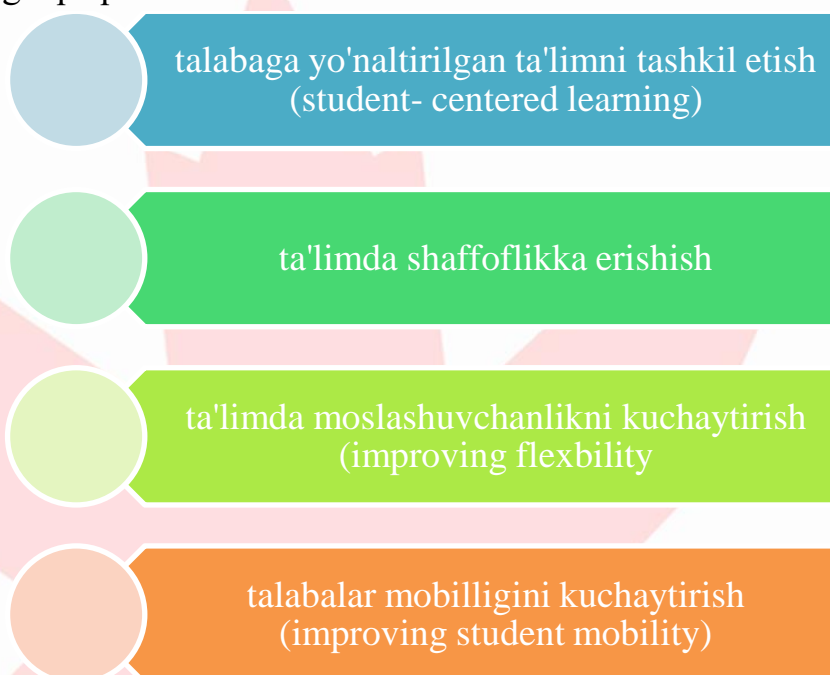 talabaga yo'naltirilgan ta'limni tashkil etish
(student- centered learning)
ta'limda shaffoflikka erishish
ta'limda moslashuvchanlikni kuchaytirish
(improving flexbility
talabalar mobilligini kuchaytirish
(improving student mobility)